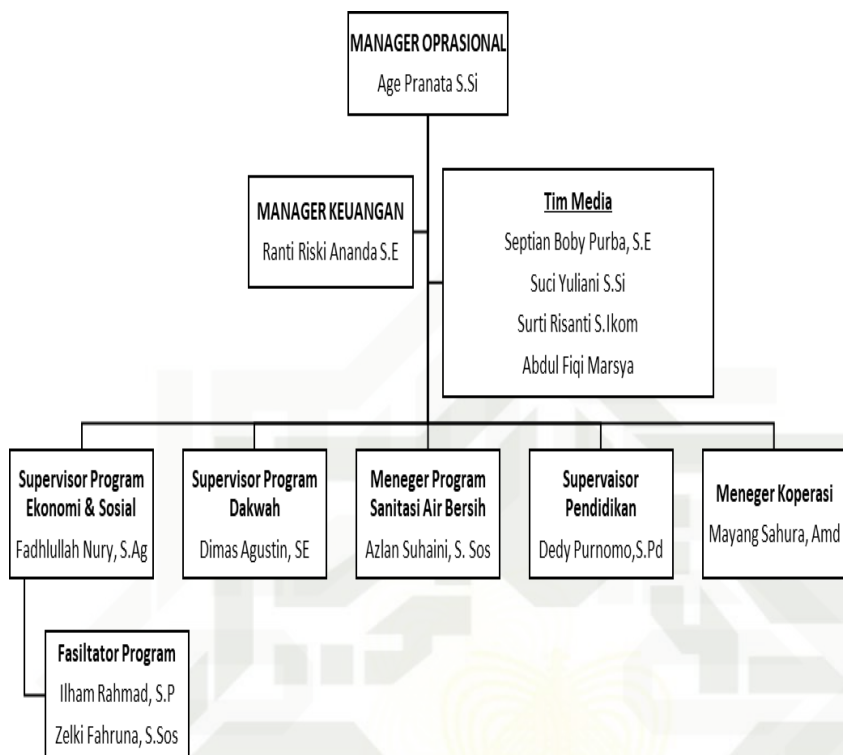 MANAGER OPRASIONAL
Age Pranata S.Si
MANAGER KEUANGAN
Ranti Riski Ananda S.E
Tim Media
Septian Boby Purba, S.E
Suci Yuliani S.Si
Surti Risanti S.Ikom
Abdul Fiqi Marsya
Supervisor Program
Ekonomi & Sosial
Fadhlullah Nury, S.Ag
Supervisor Program
Dakwah
Dimas Agustin, SE
Meneger Program
Sanitasi Air Bersih
Azlan Suhaini, S. Sos
Supervaisor
Pendidikan
Dedy Purnomo,S.Pd
Meneger Koperasi
Mayang Sahura, Amd
Fasiltator Program
Ilham Rahmad, S.P
Zelki Fahruna, S.Sos